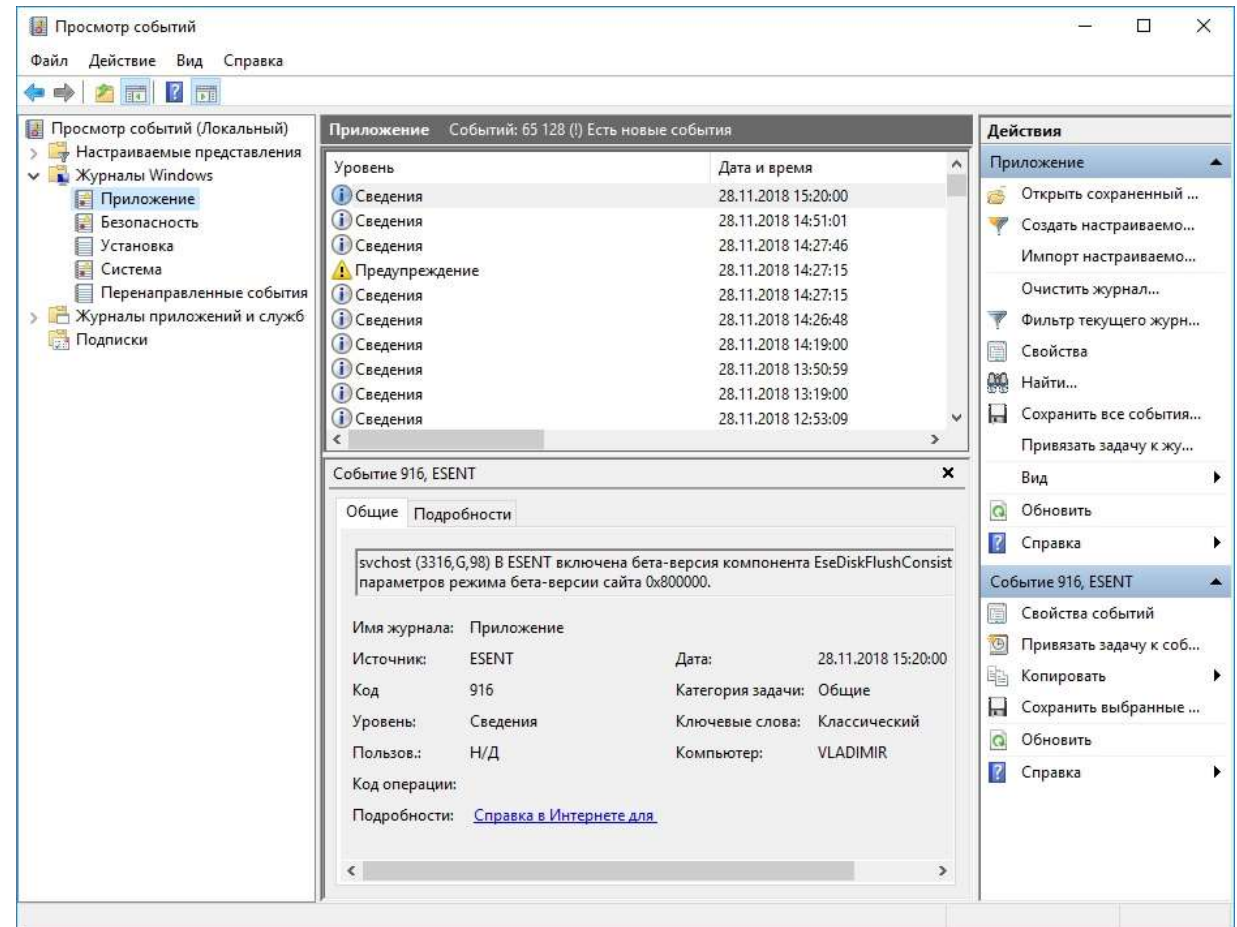 Просмотр событий
Файл Действие Вид Справка
Просмотр событий (Локальный)
Настраиваемые представления
Журналы Windows
Приложение
Безопасность
Установка
Система
Перенаправленные события
Журналы приложений и служб
Подписки
Приложение Событий: 65 128 (!) Есть новые события
Уровень Дата и время
Сведения 28.11.2018 15:20:00
Сведения 28.11.2018 14:51:01
Сведения 28.11.2018 14:27:46
Предупреждение 28.11.2018 14:27:15
Сведения 28.11.2018 14:27:15
Сведения 28.11.2018 14:26:48
Сведения 28.11.2018 14:19:00
Сведения 28.11.2018 13:50:59
Сведения 28.11.2018 13:19:00
Сведения 28.11.2018 12:53:09
Событие 916, ESENT
Общие Подробности
svchost (3316,G,98) В ESENT включена бета-версия компонента EseDiskFlushConsist
параметров режима бета-версии сайта 0x800000.
Имя журнала: Приложение
Источник: ESENT Дата: 28.11.2018 15:20:00
Код 916 Категория задачи: Общие
Уровень: Сведения Ключевые слова: Классический
Пользов.: Н/Д Компьютер: VLADIMIR
Код операции:
Подробности: Справка в Интернете для
Действия
Приложение
Открыть сохраненный ...
Создать настраиваемо...
Импорт настраиваемо...
Очистить журнал...
Фильтр текущего журн...
Свойства
Найти...
Сохранить все события...
Привязать задачу к жу...
Вид
Обновить
Справка
Событие 916, ESENT
Свойства событий
Привязать задачу к соб...
Копировать
Сохранить выбранные ...
Обновить
Справка